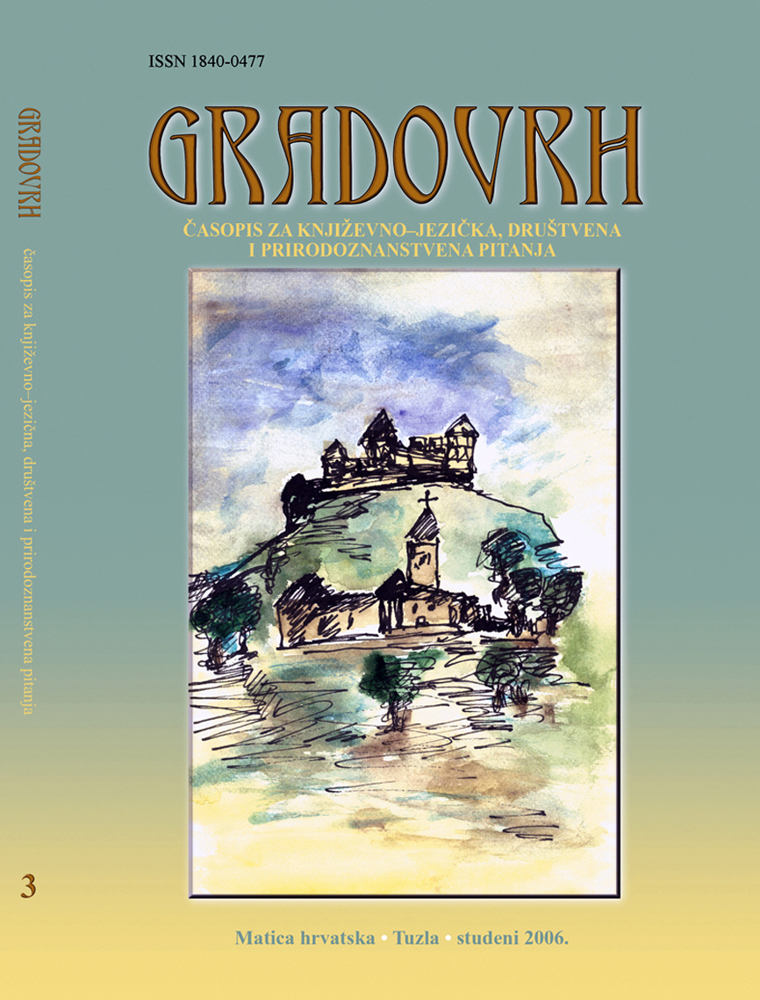 ISSN 1840-0477
GRADOVRH
ČASOPIS ZA KNJIŽEVNO–JEZIČKA, DRUŠTVENA
I PRIRODOZNANSTVENA PITANJA
Matica hrvatska • Tuzla • studeni 2006.
GRADOVRH
časopis za književno–jezična, društvena i prirodoznanstvena pitanja
3